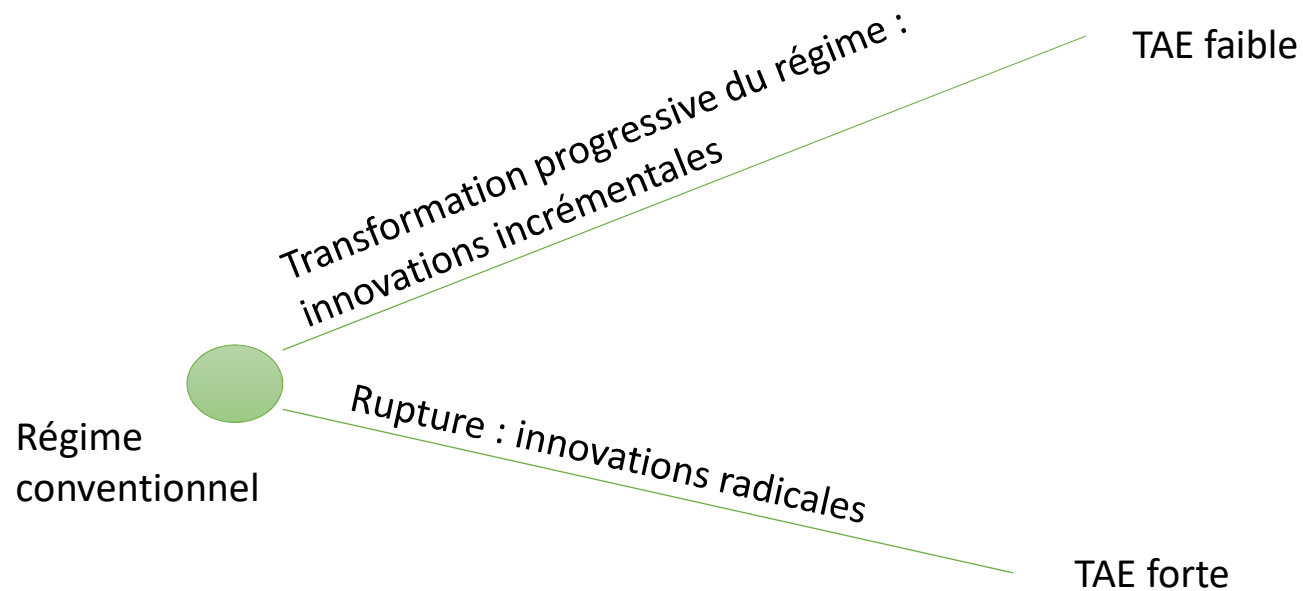 Transformation progressive du régime :
innovations incrémentales
TAE faible
Régime
conventionnel
Rupture : innovations radicales
TAE forte